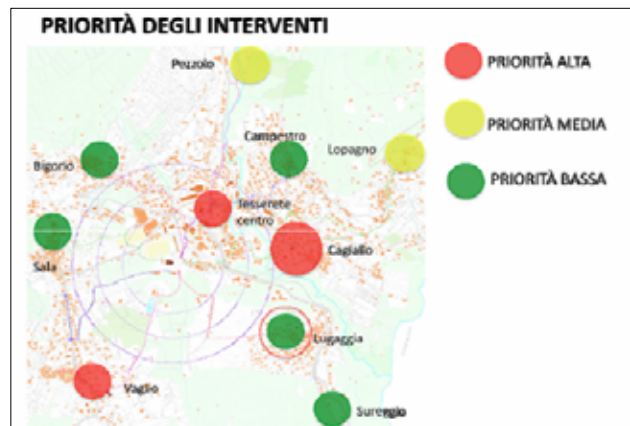 PRIORITÀ DEGLI INTERVENTI
Pezzolo
PRIORITÀ ALTA
Campestro
Lopagno
PRIORITÀ MEDIA
Bigorio
PRIORITÀ BASSA
Tesserete
centro
Cagiallo
Sala
Lugaggia
Vaglio
Sureggio